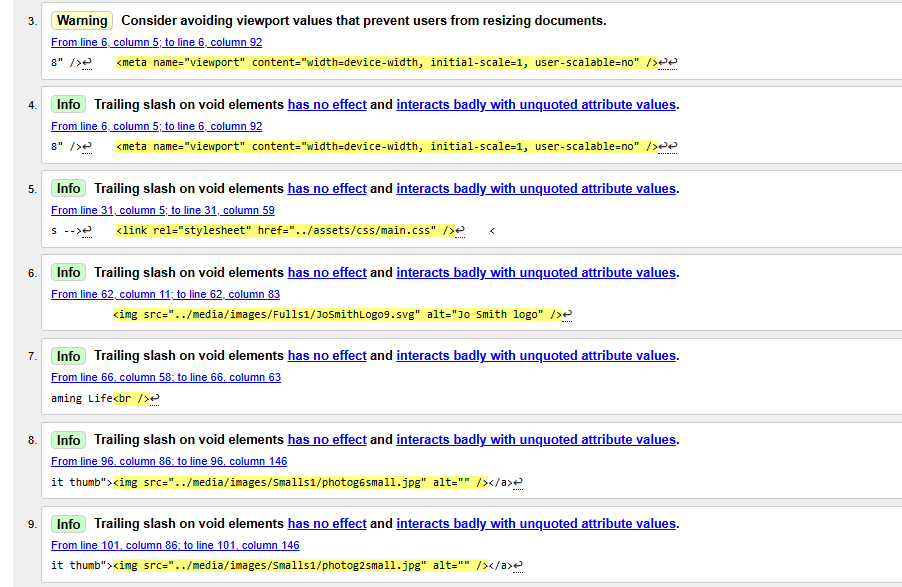 3. Warning Consider avoiding viewport values that prevent users from resizing documents.
From line 6, column 5; to line 6, column 92
8" />↩    <meta name="viewport" content="width=device-width, initial-scale=1, user-scalable=no" />↩↩
4. Info Trailing slash on void elements has no effect and interacts badly with unquoted attribute values.
From line 6, column 5; to line 6, column 92
8" />↩    <meta name="viewport" content="width=device-width, initial-scale=1, user-scalable=no" />↩↩
5. Info Trailing slash on void elements has no effect and interacts badly with unquoted attribute values.
From line 31, column 5; to line 31, column 59
s -->↩    <link rel="stylesheet" href="../assets/css/main.css" />↩    <
6. Info Trailing slash on void elements has no effect and interacts badly with unquoted attribute values.
From line 62, column 11; to line 62, column 83
<img src="../media/images/Fulls1/JoSmithLogo9.svg" alt="Jo Smith logo" />↩
7. Info Trailing slash on void elements has no effect and interacts badly with unquoted attribute values.
From line 66, column 58; to line 66, column 63
aming Life<br />↩
8. Info Trailing slash on void elements has no effect and interacts badly with unquoted attribute values.
From line 96, column 86; to line 96, column 146
it thumb"><img src="../media/images/Smalls1/photog6small.jpg" alt="" /></a>↩
9. Info Trailing slash on void elements has no effect and interacts badly with unquoted attribute values.
From line 101, column 86; to line 101, column 146
it thumb"><img src="../media/images/Smalls1/photog2small.jpg" alt="" /></a>↩